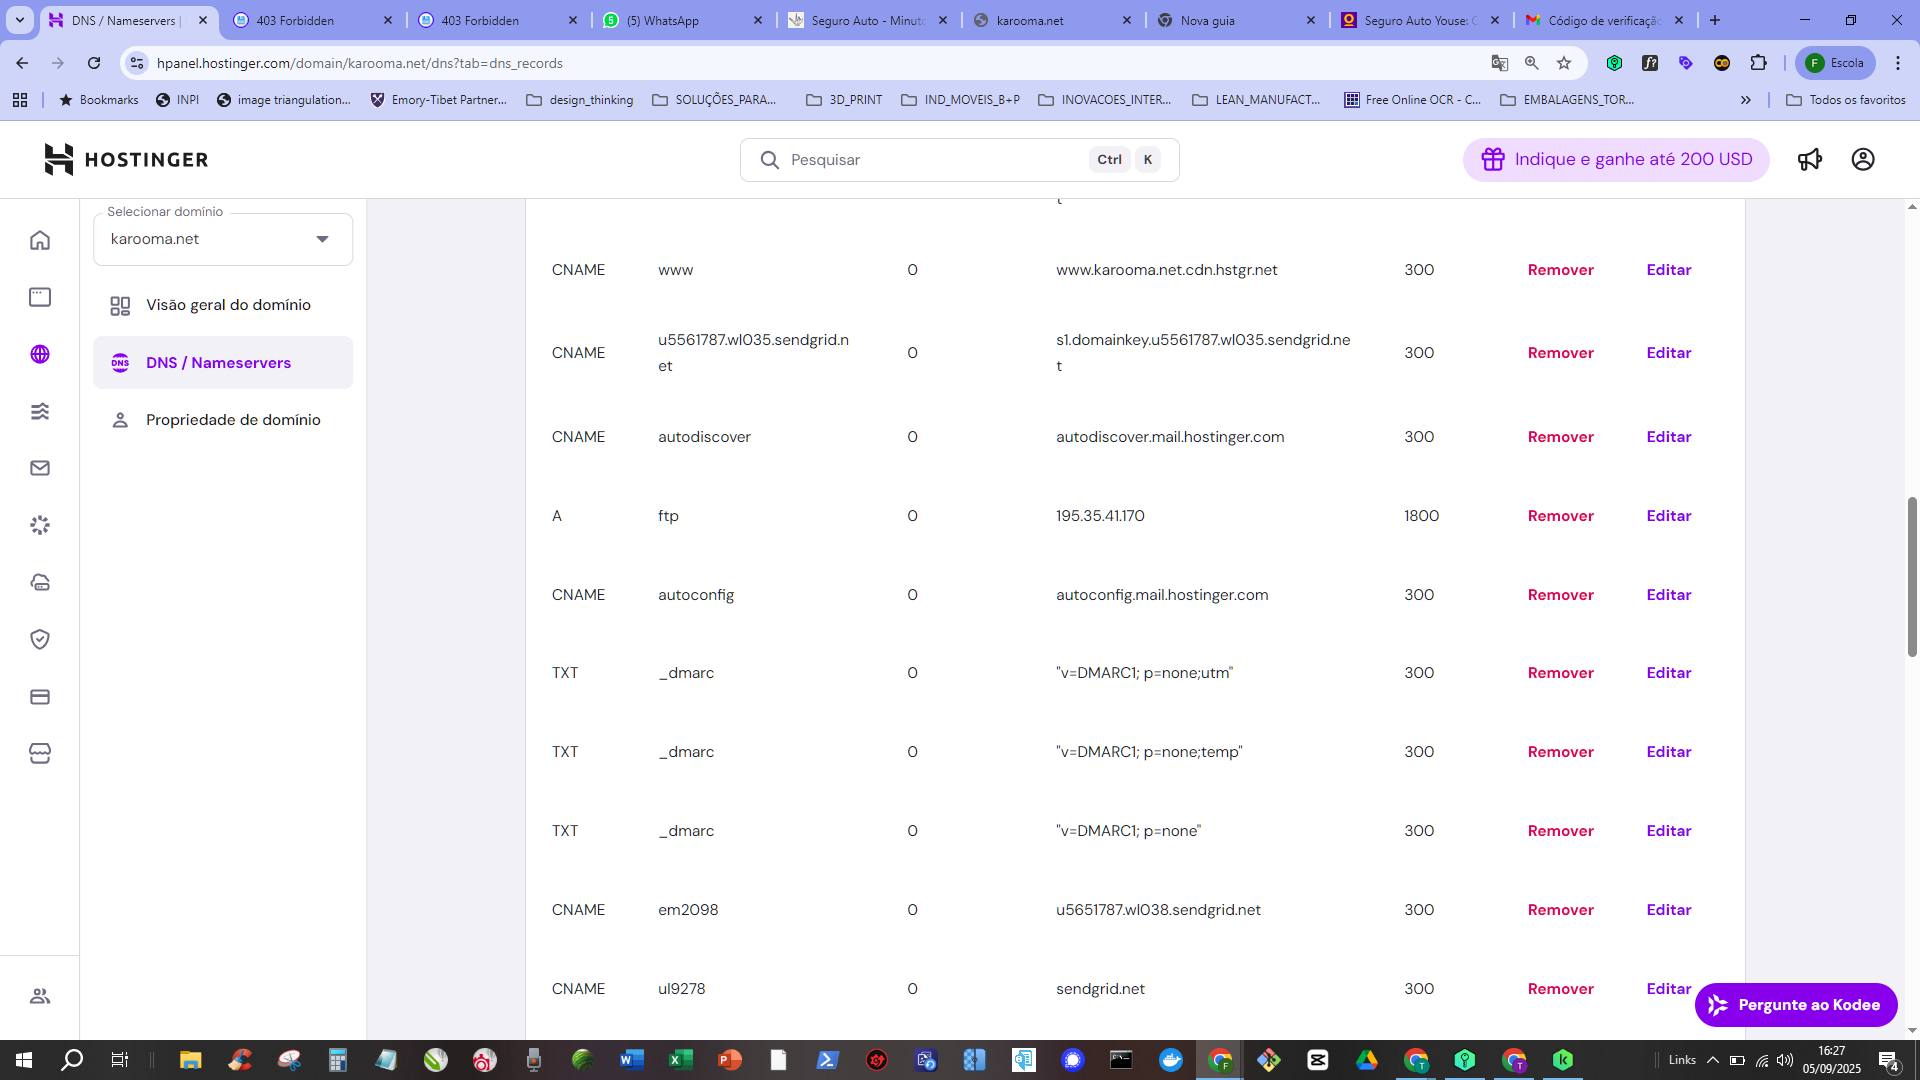 DNS / Nameservers |
403 Forbidden
403 Forbidden
(5) WhatsApp
Seguro Auto - Minuto
karooma.net
Nova guia
Seguro Auto Youse: C
Código de verificação
hpanel.hostinger.com/domain/karooma.net/dns?tab=dns_records
Escola
Bookmarks
INPI
image triangulation...
Emory-Tibet Partner...
design_thinking
SOLUÇÕES_PARA...
3D_PRINT
IND_MOVEIS_B+P
INOVACOES_INTER...
LEAN_MANUFACT...
Free Online OCR - C...
EMBALAGENS_TOR...
Todos os favoritos
HOSTINGER
Pesquisar
Ctrl K
Indique e ganhe até 200 USD
Selecionar domínio
karooma.net
Visão geral do domínio
DNS / Nameservers
Propriedade de domínio
t
CNAME www 0 www.karooma.net.cdn.hstgr.net 300 Remover Editar
CNAME u5561787.wl035.sendgrid.n 0 s1.domainkey.u5561787.wl035.sendgrid.ne 300 Remover Editar
et t
CNAME autodiscover 0 autodiscover.mail.hostinger.com 300 Remover Editar
A ftp 0 195.35.41.170 1800 Remover Editar
CNAME autoconfig 0 autoconfig.mail.hostinger.com 300 Remover Editar
TXT _dmarc 0 "v=DMARC1; p=none;utm" 300 Remover Editar
TXT _dmarc 0 "v=DMARC1; p=none;temp" 300 Remover Editar
TXT _dmarc 0 "v=DMARC1; p=none" 300 Remover Editar
CNAME em2098 0 u5651787.wl038.sendgrid.net 300 Remover Editar
CNAME ul9278 0 sendgrid.net 300 Remover Editar
Pergunte ao Kodee
Links
16:27
05/09/2025
4